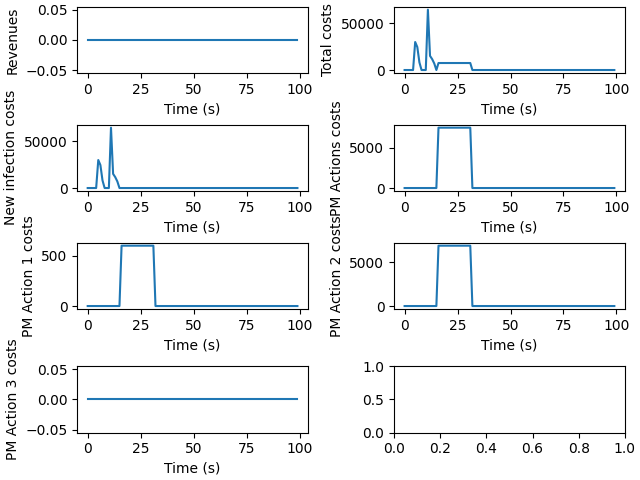 Revenues
0.05
0.00
−0.05
0 25 50 75 100
Time (s)
Total costs
50000
0
0 25 50 75 100
Time (s)
New infection costs
50000
0
0 25 50 75 100
Time (s)
PM Actions costs
5000
0
0 25 50 75 100
Time (s)
PM Action 1 costs
500
0
0 25 50 75 100
Time (s)
PM Action 2 costs
5000
0
0 25 50 75 100
Time (s)
PM Action 3 costs
0.05
0.00
−0.05
0 25 50 75 100
Time (s)
1.0
0.5
0.0
0.0 0.2 0.4 0.6 0.8 1.0